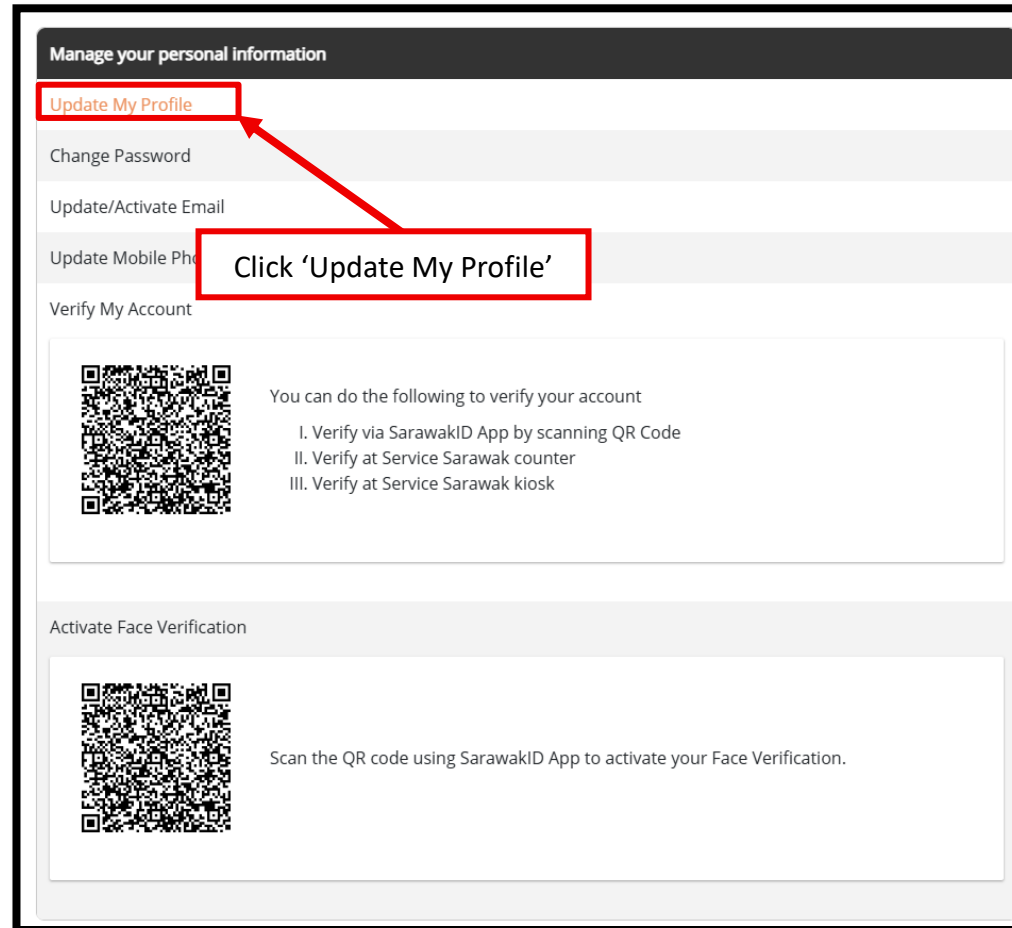 Manage your personal information
Update My Profile
Change Password
Update/Activate Email
Update Mobile
Click ‘Update My Profile’
Verify My Account
You can do the following to verify your account
I. Verify via SarawakID App by scanning QR Code
II. Verify at Service Sarawak counter
III. Verify at Service Sarawak kiosk
Activate Face Verification
Scan the QR code using SarawakID App to activate your Face Verification.